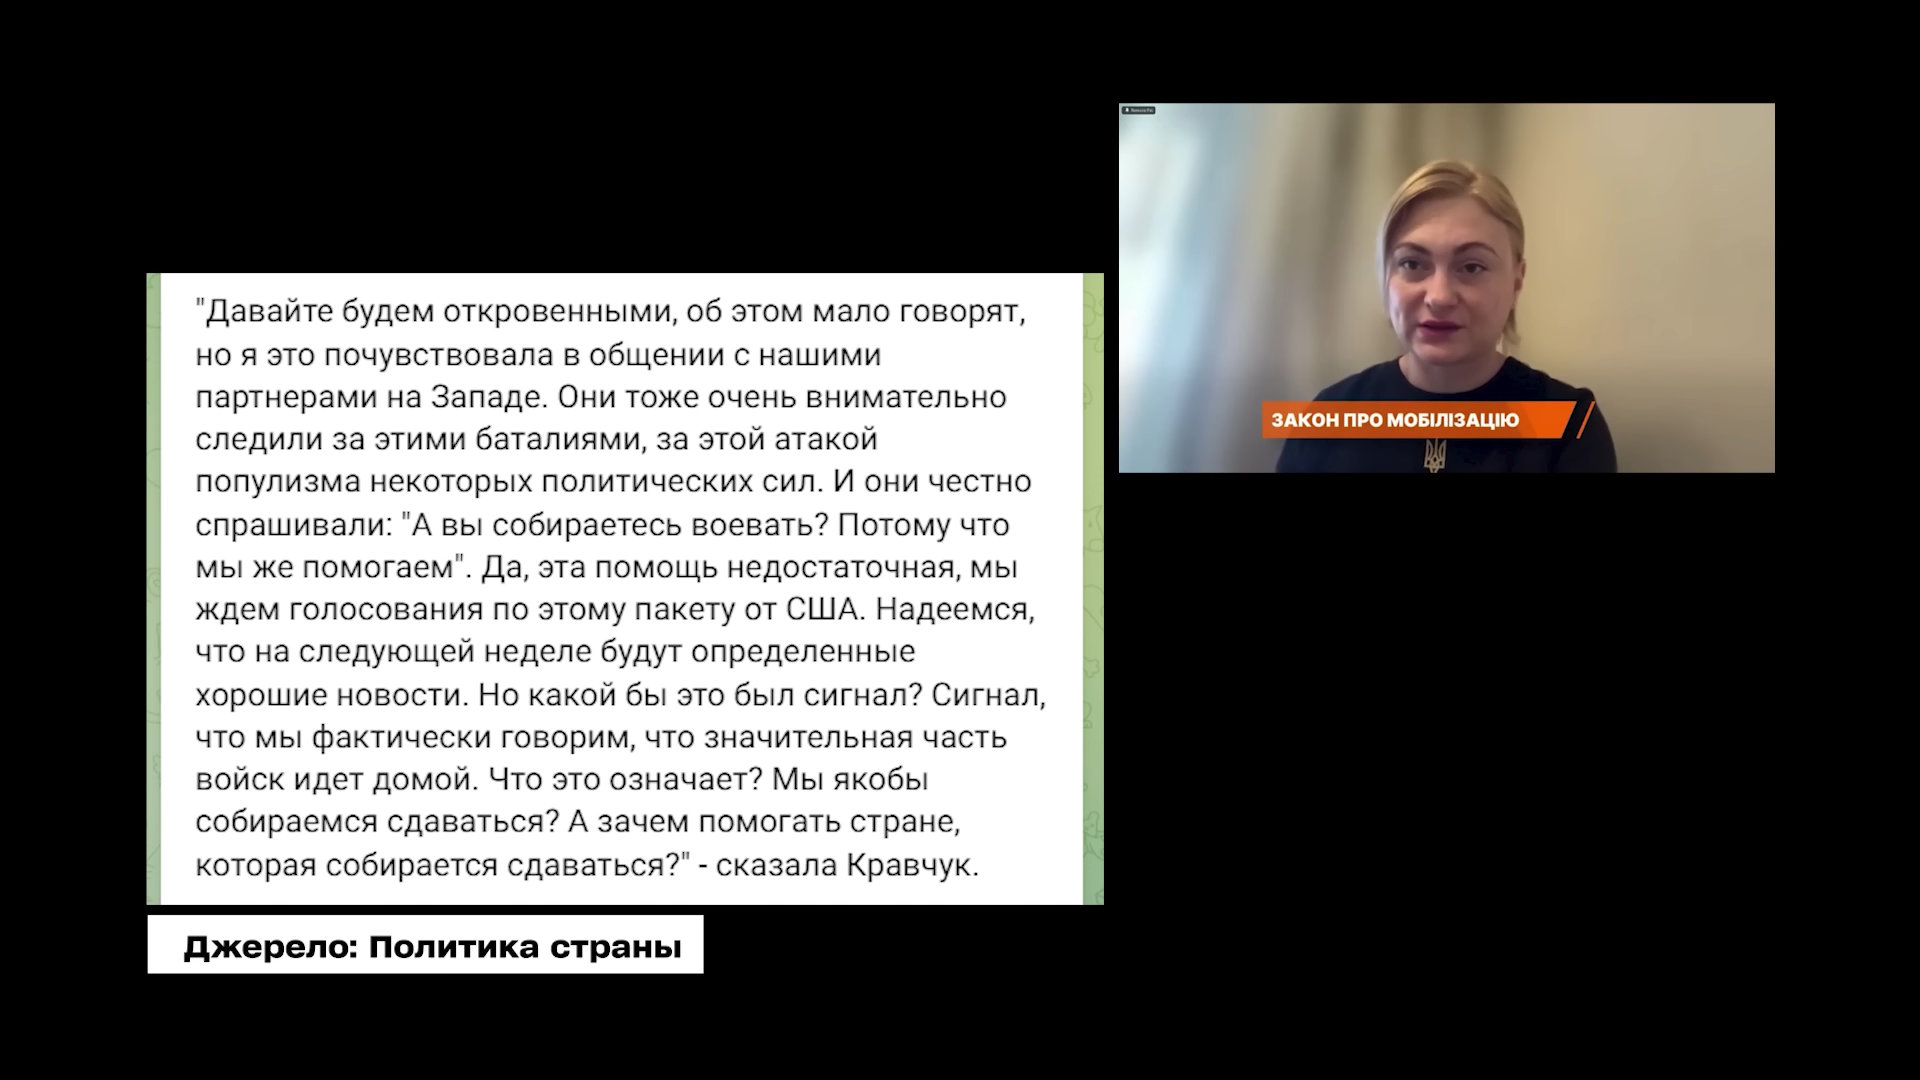 "Давайте будем откровенными, об этом мало говорят,
но я это почувствовала в общении с нашими
партнерами на Западе. Они тоже очень внимательно
следили за этими баталиями, за этой атакой
популизма некоторых политических сил. И они честно
спрашивали: "А вы собираетесь воевать? Потому что
мы же помогаем". Да, эта помощь недостаточная, мы
ждем голосования по этому пакету от США. Надеемся,
что на следующей неделе будут определенные
хорошие новости. Но какой бы это был сигнал? Сигнал,
что мы фактически говорим, что значительная часть
войск идет домой. Что это означает? Мы якобы
собираемся сдаваться? А зачем помогать стране,
которая собирается сдаваться?" - сказала Кравчук.
Джерело: Политика страны
ЗАКОН ПРО МОБІЛІЗАЦІЮ